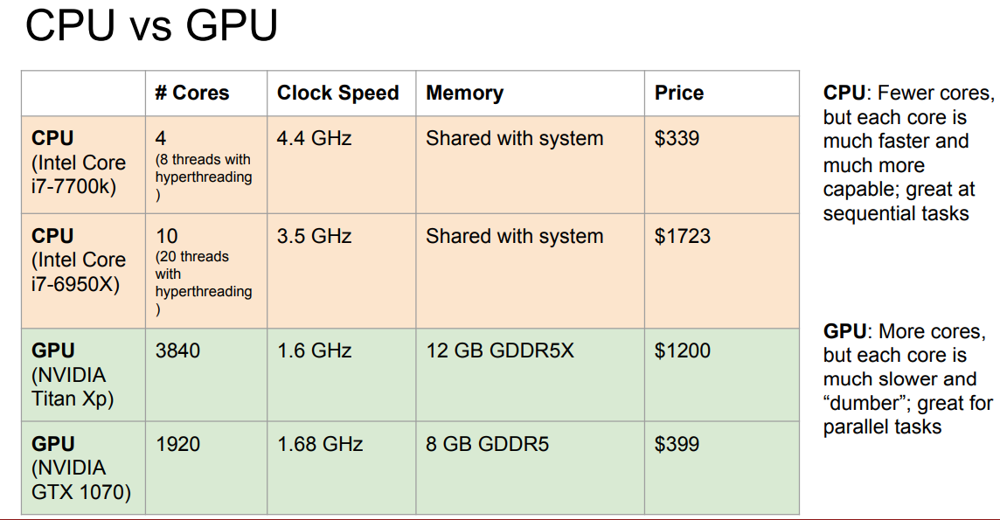 CPU vs GPU
# Cores
Clock Speed
Memory
Price
CPU
(Intel Core
i7-7700k)
4
(8 threads with
hyperthreading
)
4.4 GHz
Shared with system
$339
CPU
(Intel Core
i7-6950X)
10
(20 threads
with
hyperthreading
)
3.5 GHz
Shared with system
$1723
GPU
(NVIDIA
Titan Xp)
3840
1.6 GHz
12 GB GDDR5X
$1200
GPU
(NVIDIA
GTX 1070)
1920
1.68 GHz
8 GB GDDR5
$399
CPU: Fewer cores,
but each core is
much faster and
much more
capable; great at
sequential tasks
GPU: More cores,
but each core is
much slower and
“dumber”; great for
parallel tasks